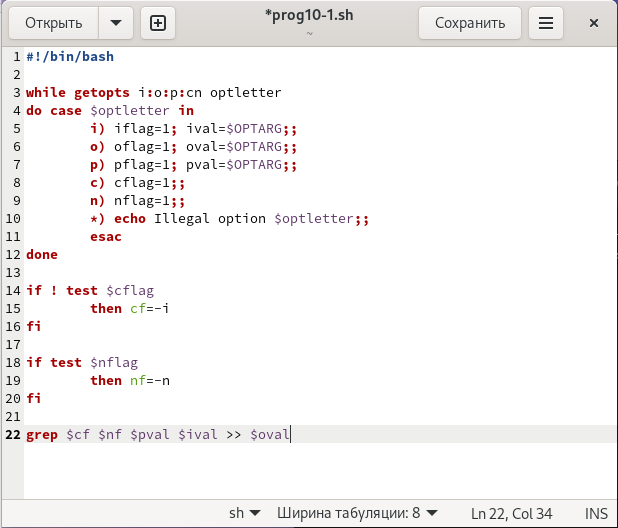 Открыть
*prog10-1.sh
~
Сохранить
1 #!/bin/bash
2
3 while getopts i:o:p:cn optletter
4 do case $optletter in
5         i) iflag=1; ival=$OPTARG;;
6         o) oflag=1; oval=$OPTARG;;
7         p) pflag=1; pval=$OPTARG;;
8         c) cflag=1;;
9         n) nflag=1;;
10         *) echo Illegal option $optletter;;
11         esac
12 done
13
14 if ! test $cflag
15         then cf=-i
16 fi
17
18 if test $nflag
19         then nf=-n
20 fi
21
22 grep $cf $nf $pval $ival >> $oval
sh Ширина табуляции: 8 Ln 22, Col 34 INS